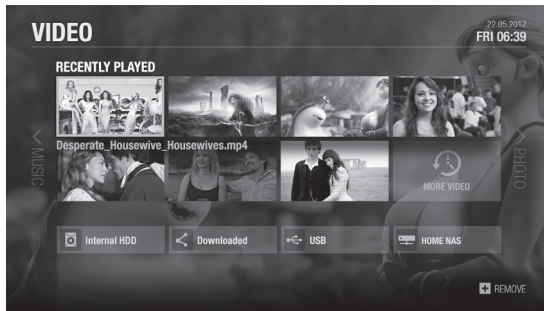 VIDEO
22.05.2012
FRI 06:39
RECENTLY PLAYED
Desperate_Housewive_Housewives.mp4
MUSIC
PHOTO
MORE VIDEO
Internal HDD
Downloaded
USB
HOME NAS
REMOVE